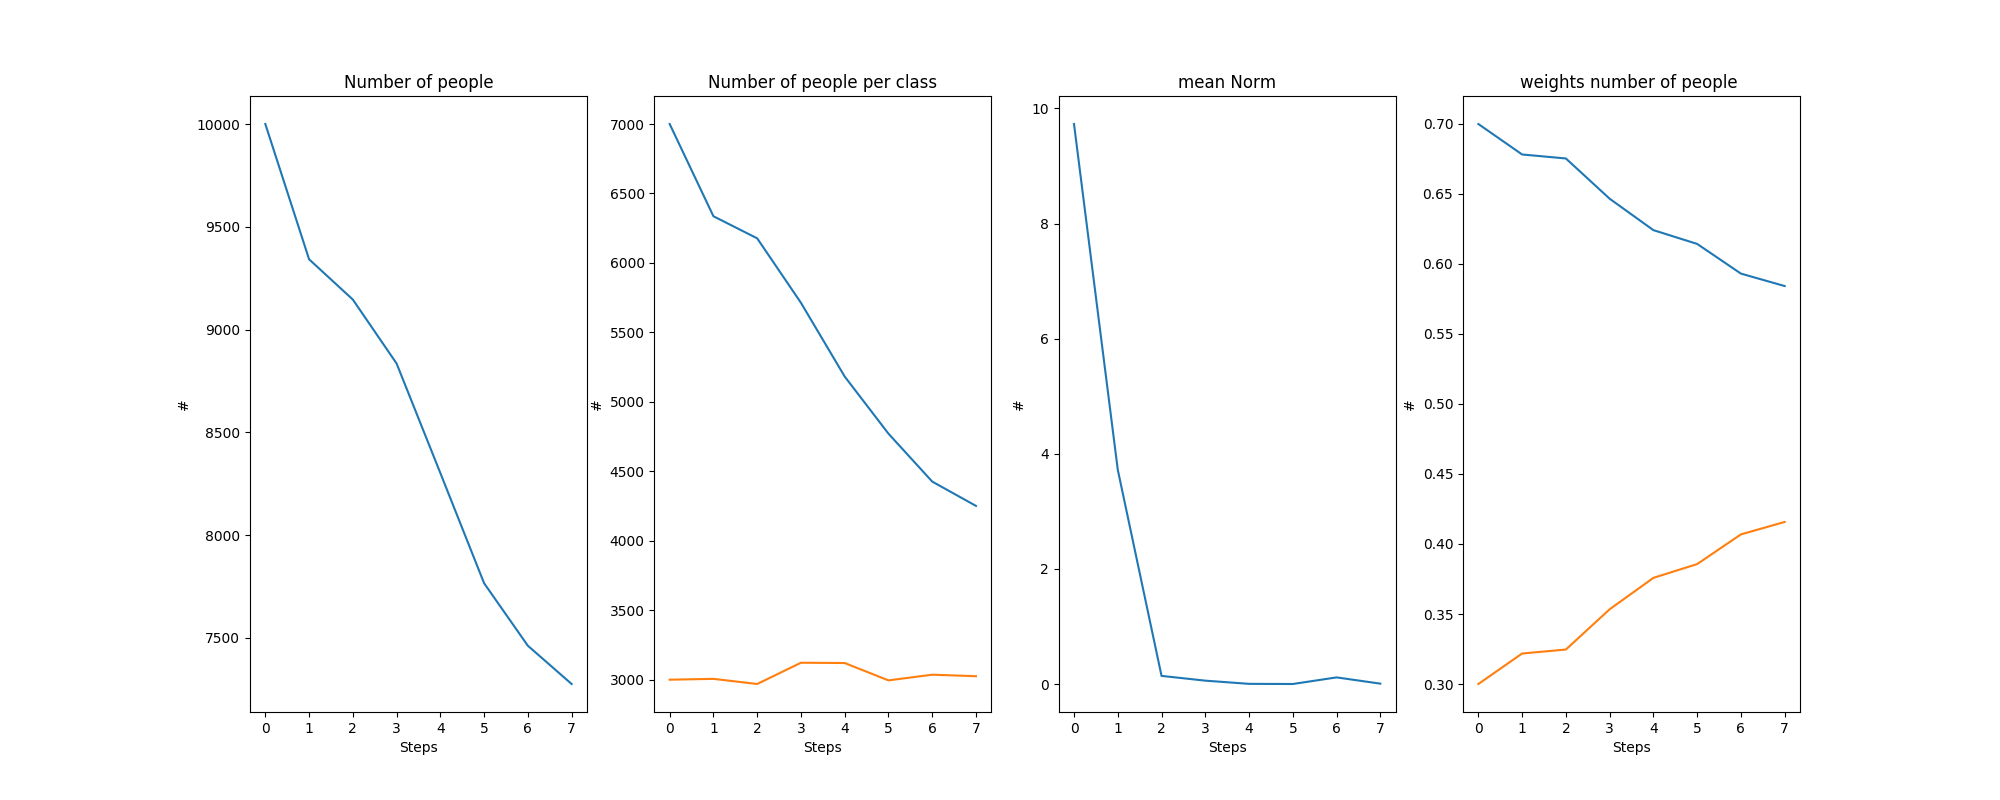 Number of people
10000
9500
9000
8500
8000
7500
#
0 1 2 3 4 5 6 7
Steps
Number of people per class
7000
6500
6000
5500
5000
4500
4000
3500
3000
#
0 1 2 3 4 5 6 7
Steps
mean Norm
10
8
6
4
2
0
#
0 1 2 3 4 5 6 7
Steps
weights number of people
0.70
0.65
0.60
0.55
0.50
0.45
0.40
0.35
0.30
#
0 1 2 3 4 5 6 7
Steps